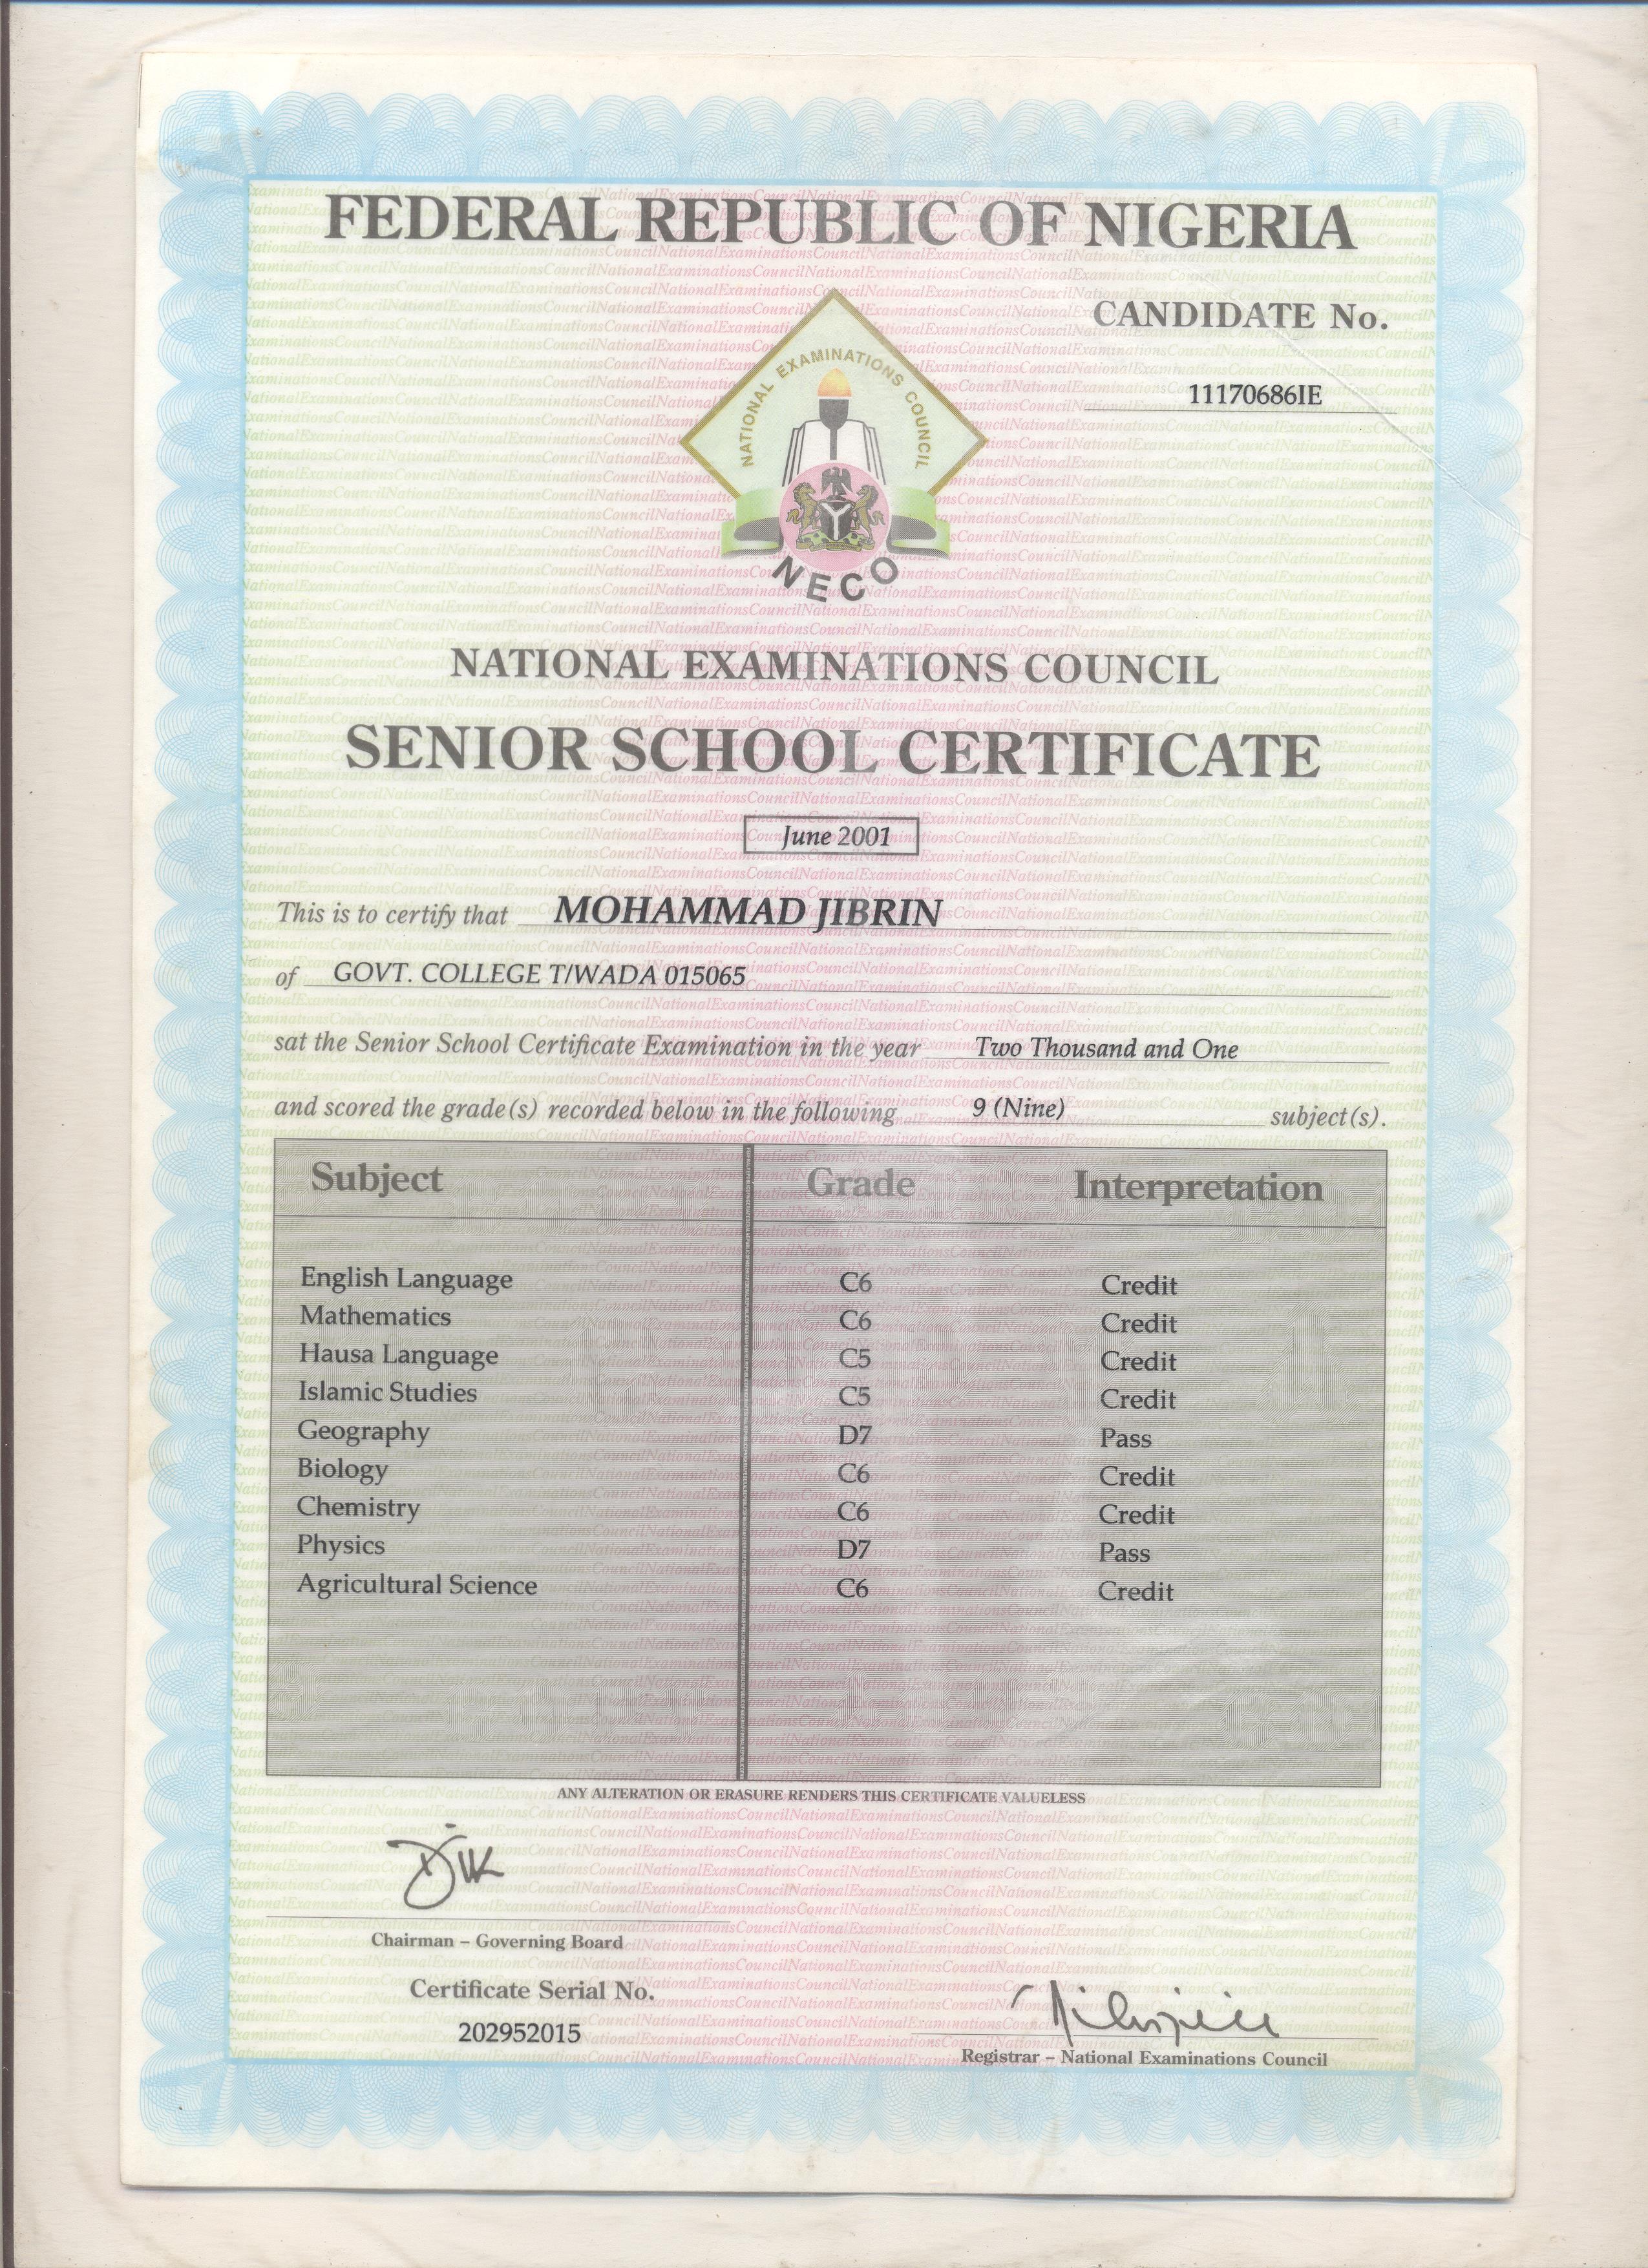 FEDERAL REPUBLIC OF NIGERIA
CANDIDATE No.
11170686IE
NATIONAL EXAMINATIONS COUNCIL
NECO
NATIONAL EXAMINATIONS COUNCIL
SENIOR SCHOOL CERTIFICATE
June 2001
This is to certify that MOHAMMAD JIBRIN
of GOVT. COLLEGE T/WADA 015065
sat the Senior School Certificate Examination in the year Two Thousand and One
and scored the grade(s) recorded below in the following 9 (Nine) subject(s).
Subject Grade Interpretation
English Language C6 Credit
Mathematics C6 Credit
Hausa Language C5 Credit
Islamic Studies C5 Credit
Geography D7 Pass
Biology C6 Credit
Chemistry C6 Credit
Physics D7 Pass
Agricultural Science C6 Credit
ANY ALTERATION OR ERASURE RENDERS THIS CERTIFICATE VALUELESS
Chairman – Governing Board
Certificate Serial No.
202952015
Registrar – National Examinations Council